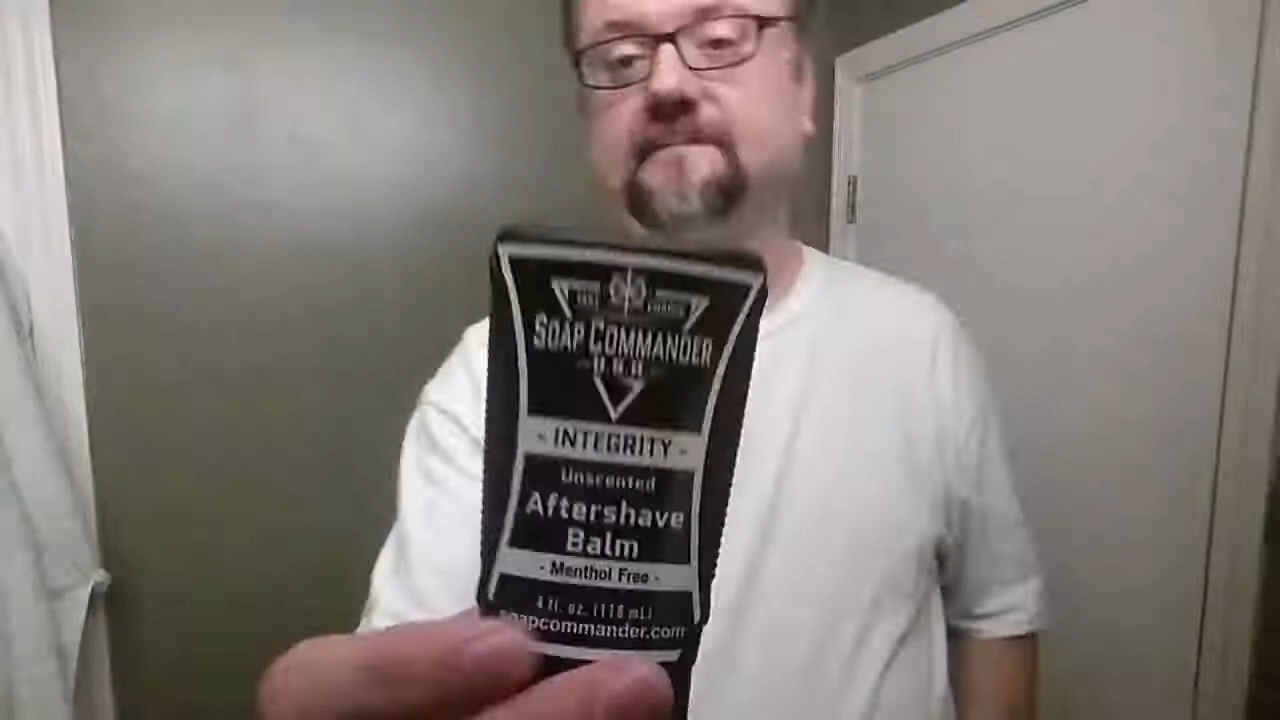 SOAP COMMANDER
- INTEGRITY -
Unscented
Aftershave
Balm
- Menthol Free -
4 fl. oz. (118 mL)
soapcommander.com